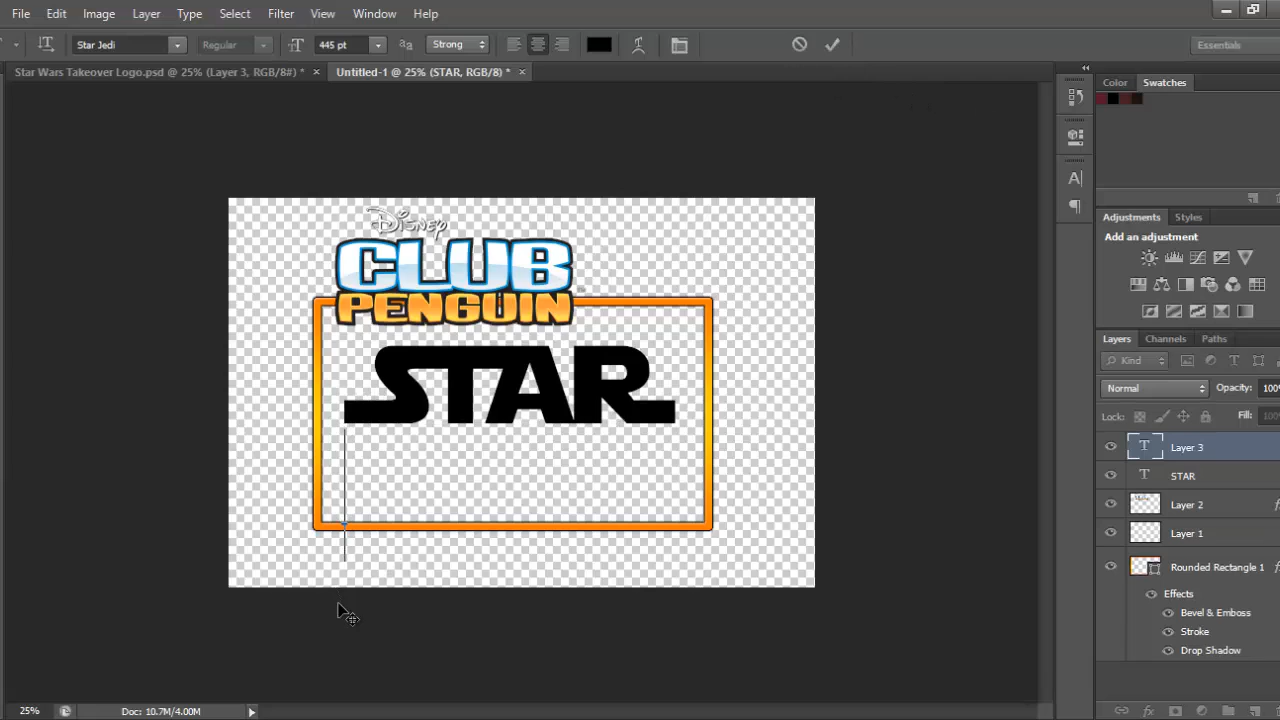 File Edit Image Layer Type Select Filter View Window Help
Star Jedi Regular 445 pt Strong Essentials
Star Wars Takeover Logo.psd @ 25% (Layer 3, RGB/8#) * × Untitled-1 @ 25% (STAR, RGB/8) * ×
Color Swatches
Disney
CLUB
PENGUIN
STAR
Adjustments Styles
Add an adjustment
Layers Channels Paths
Kind
Normal Opacity: 100%
Lock: Fill: 100
Layer 3
STAR
Layer 2
Layer 1
Rounded Rectangle 1
Effects
Bevel & Emboss
Stroke
Drop Shadow
25% Doc: 10.7M/4.00M